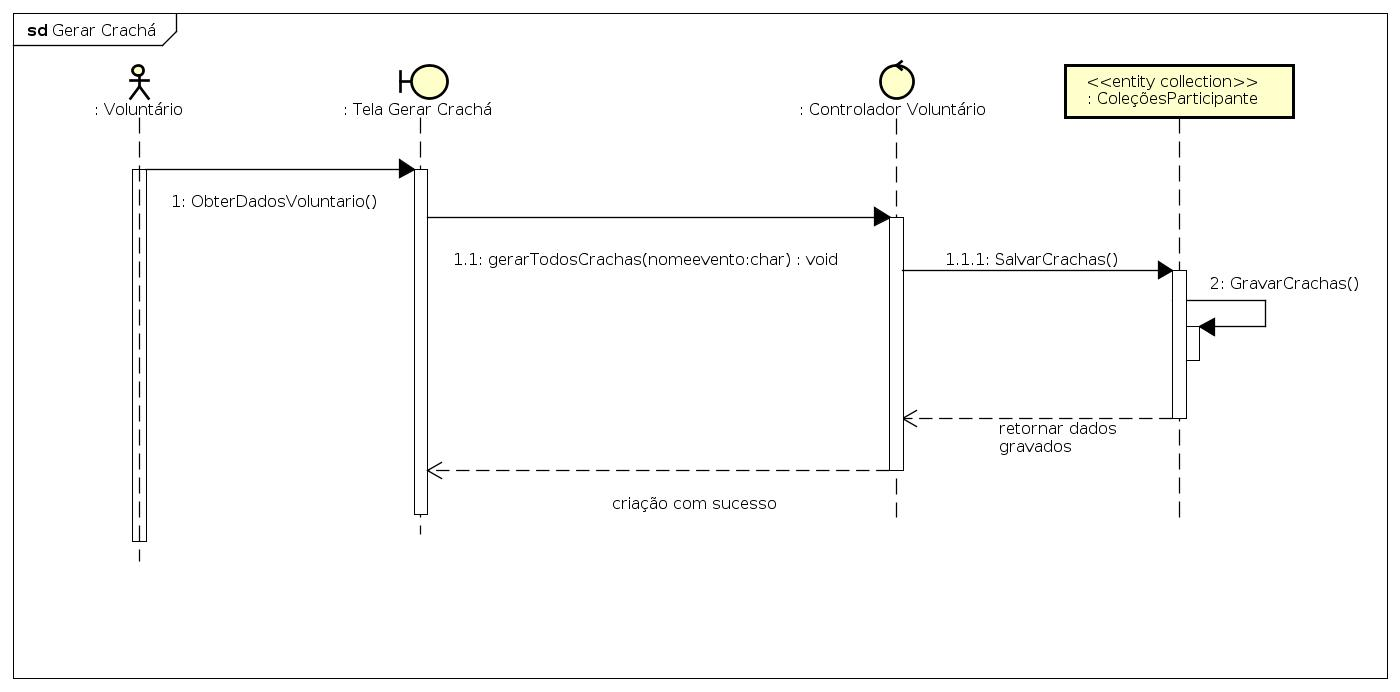 sd Gerar Crachá
: Voluntário
: Tela Gerar Crachá
: Controlador Voluntário
<<entity collection>>
: ColeçõesParticipante
1: ObterDadosVoluntario()
1.1: gerarTodosCrachas(nomeevento:char) : void
1.1.1: SalvarCrachas()
2: GravarCrachas()
retornar dados
gravados
criação com sucesso